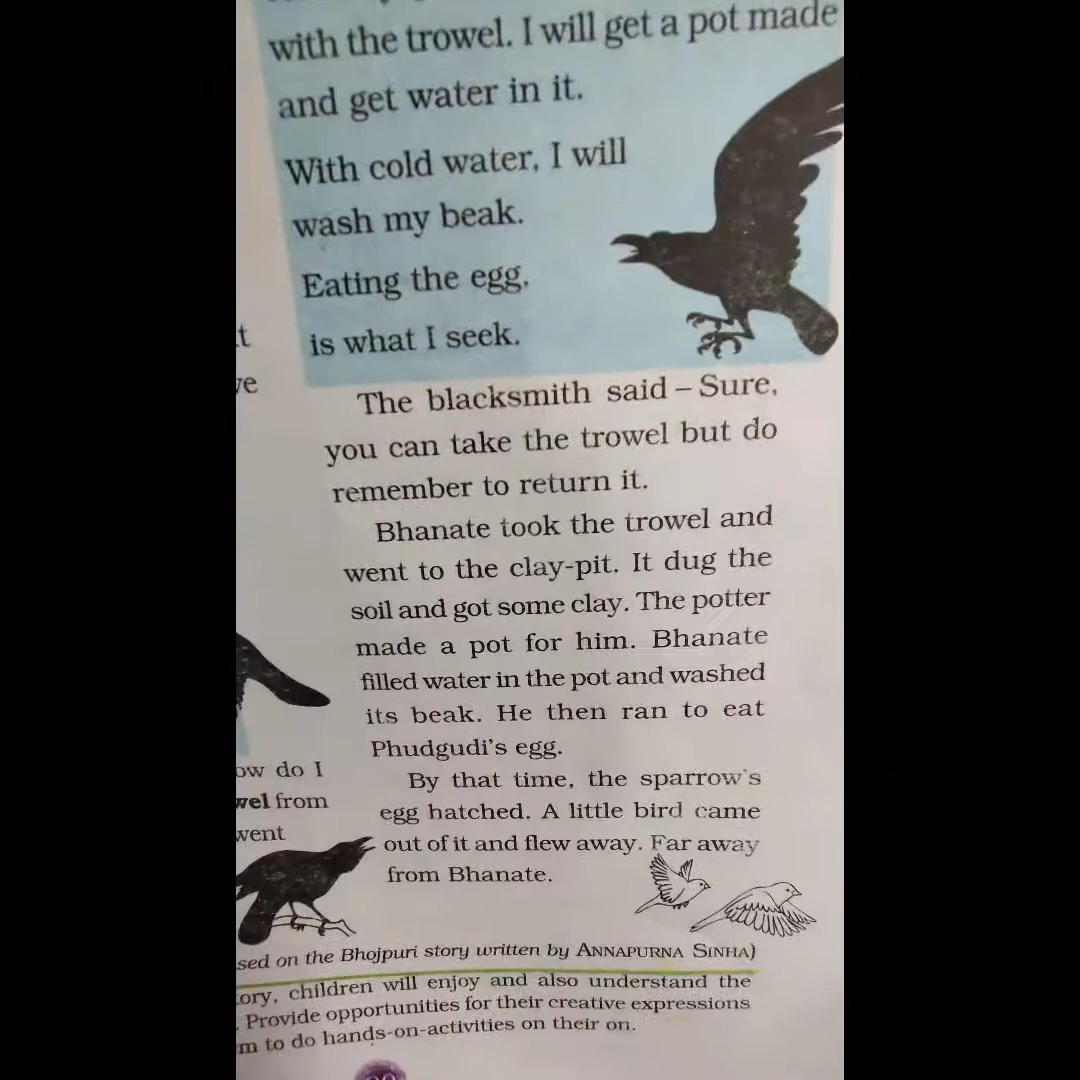 with the trowel. I will get a pot made
and get water in it.
With cold water, I will
wash my beak.
Eating the egg,
is what I seek.
The blacksmith said – Sure,
you can take the trowel but do
remember to return it.
Bhanate took the trowel and
went to the clay-pit. It dug the
soil and got some clay. The potter
made a pot for him. Bhanate
filled water in the pot and washed
its beak. He then ran to eat
Phudgudi's egg.
By that time, the sparrow's
egg hatched. A little bird came
out of it and flew away. Far away
from Bhanate.
do I
from
went
on the Bhojpuri story written by ANNAPURNA SINHA)
children will enjoy and also understand the
Provide opportunities for their creative expressions
to do hands-on-activities on their on.